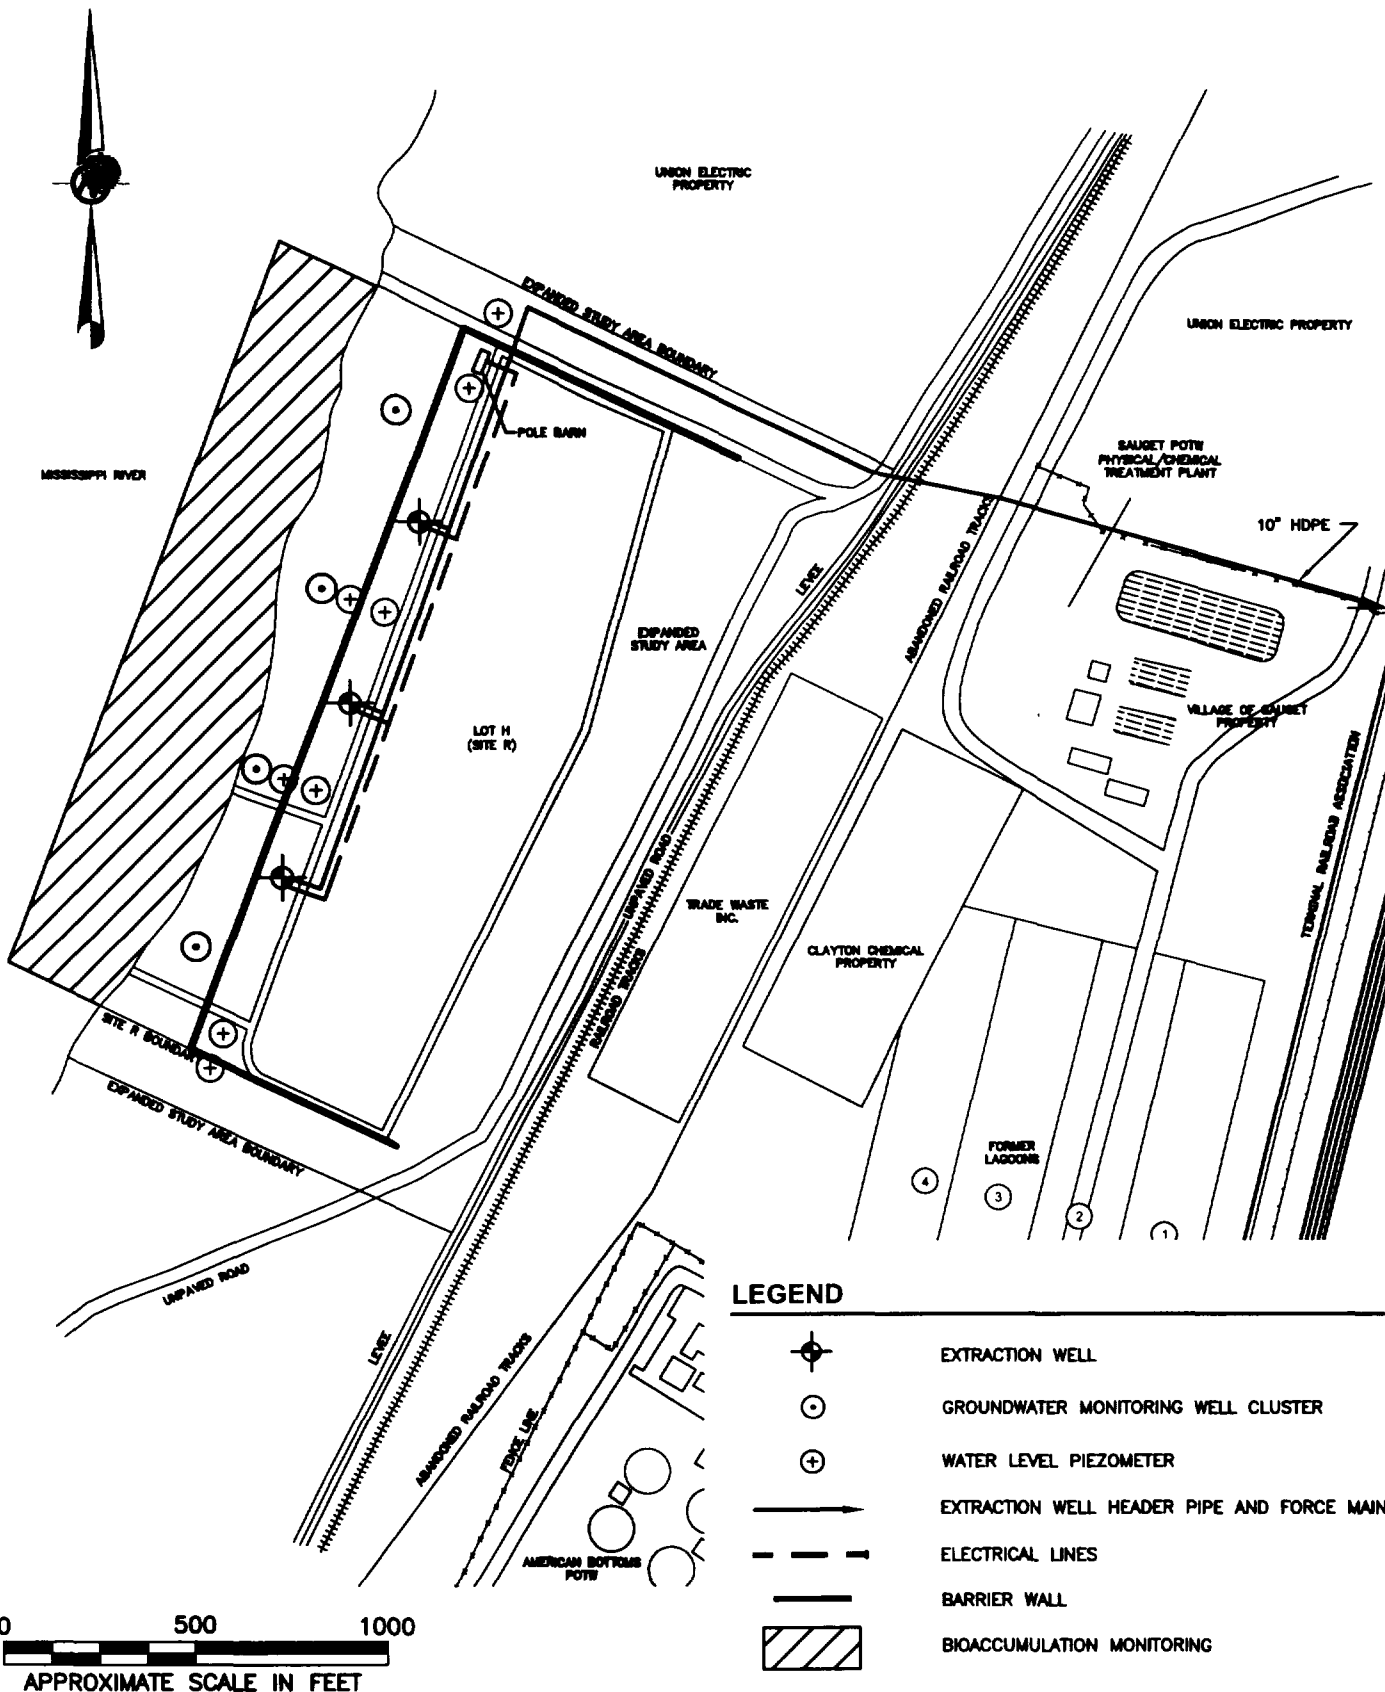 UNION ELECTRIC
PROPERTY
EXPANDED STUDY AREA BOUNDARY
UNION ELECTRIC PROPERTY
POLE BARN
MISSISSIPPI RIVER
SAUGET POTW
PHYSICAL/CHEMICAL
TREATMENT PLANT
10" HDPE
LEVEE
ABANDONED RAILROAD TRACKS
EXPANDED
STUDY AREA
LOT H
(SITE R)
VILLAGE OF SAUGET
PROPERTY
TERMINAL RAILROAD ASSOCIATION
UNPAVED ROAD
RAILROAD TRACKS
TRADE WASTE
INC.
CLAYTON CHEMICAL
PROPERTY
SITE R BOUNDARY
EXPANDED STUDY AREA BOUNDARY
FORMER
LAGOONS
4
3
2
1
UNPAVED ROAD
LEVEE
ABANDONED RAILROAD TRACKS
FENCE LINE
AMERICAN BOTTOMS
POTW
LEGEND
EXTRACTION WELL
GROUNDWATER MONITORING WELL CLUSTER
WATER LEVEL PIEZOMETER
EXTRACTION WELL HEADER PIPE AND FORCE MAIN
ELECTRICAL LINES
BARRIER WALL
BIOACCUMULATION MONITORING
0 500 1000
APPROXIMATE SCALE IN FEET